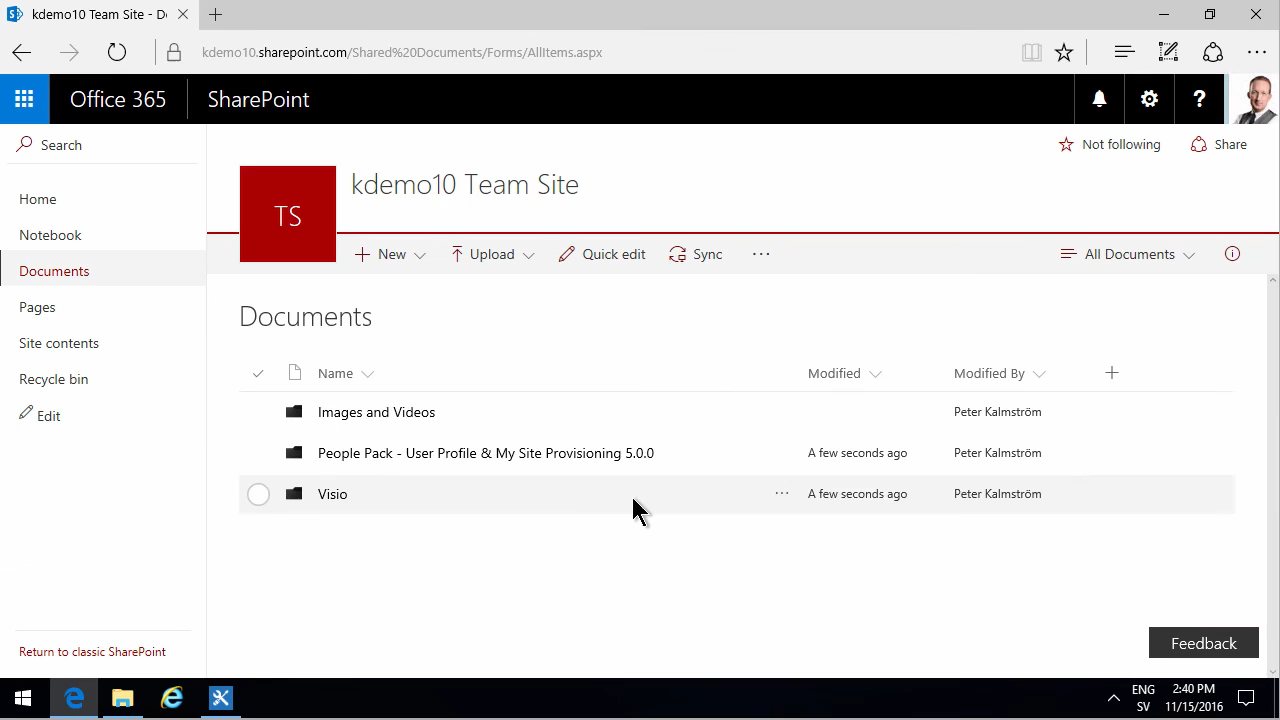 kdemo10 Team Site - Do
kdemo10.sharepoint.com/Shared%20Documents/Forms/AllItems.aspx
Office 365 SharePoint ?
Search
Not following Share
TS
kdemo10 Team Site
New Upload Quick edit Sync ... All Documents
Home
Notebook
Documents
Pages
Site contents
Recycle bin
Edit
Documents
Name Modified Modified By
Images and Videos Peter Kalmström
People Pack - User Profile & My Site Provisioning 5.0.0 A few seconds ago Peter Kalmström
Visio ... A few seconds ago Peter Kalmström
Return to classic SharePoint
Feedback
ENG 2:40 PM
SV 11/15/2016